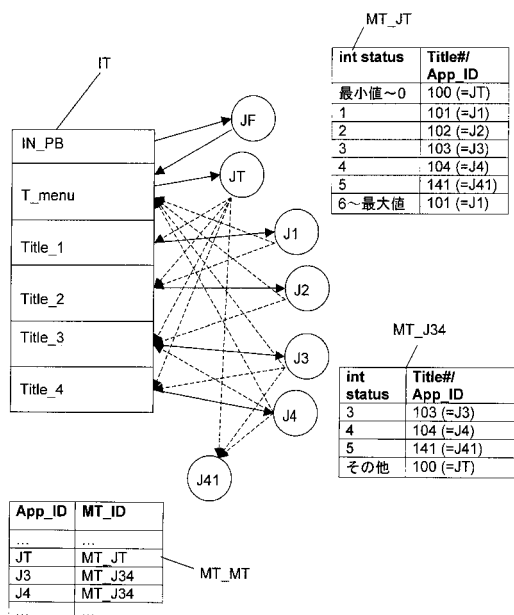 MT_JT
IT
int status Title#/ App_ID
最小値～0 100 (=JT)
1 101 (=J1)
2 102 (=J2)
3 103 (=J3)
4 104 (=J4)
5 141 (=J41)
6～最大値 101 (=J1)
IN_PB
T_menu
Title_1
Title_2
Title_3
Title_4
JF
JT
J1
J2
J3
J4
J41
MT_J34
int status Title#/ App_ID
3 103 (=J3)
4 104 (=J4)
5 141 (=J41)
その他 100 (=JT)
App_ID MT_ID
... ...
JT MT_JT
J3 MT_J34
J4 MT_J34
... ...
MT_MT